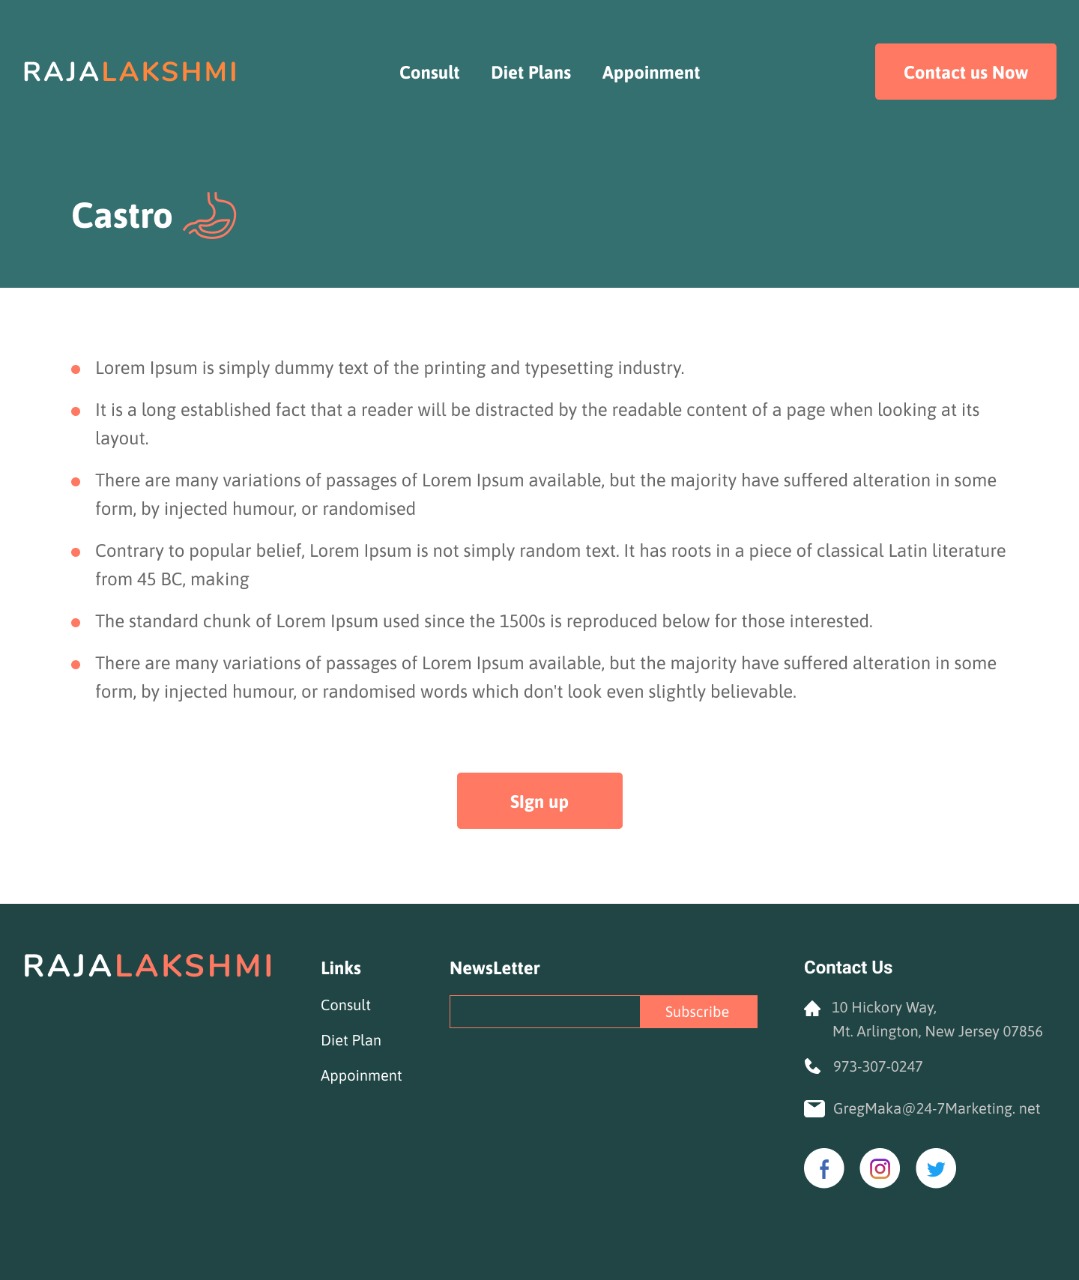 RAJALAKSHMI
Consult
Diet Plans
Appoinment
Contact us Now
Castro
Lorem Ipsum is simply dummy text of the printing and typesetting industry.
It is a long established fact that a reader will be distracted by the readable content of a page when looking at its
layout.
There are many variations of passages of Lorem Ipsum available, but the majority have suffered alteration in some
form, by injected humour, or randomised
Contrary to popular belief, Lorem Ipsum is not simply random text. It has roots in a piece of classical Latin literature
from 45 BC, making
The standard chunk of Lorem Ipsum used since the 1500s is reproduced below for those interested.
There are many variations of passages of Lorem Ipsum available, but the majority have suffered alteration in some
form, by injected humour, or randomised words which don't look even slightly believable.
SIgn up
RAJALAKSHMI
Links
Consult
Diet Plan
Appoinment
NewsLetter
Subscribe
Contact Us
10 Hickory Way,
Mt. Arlington, New Jersey 07856
973-307-0247
GregMaka@24-7Marketing. net